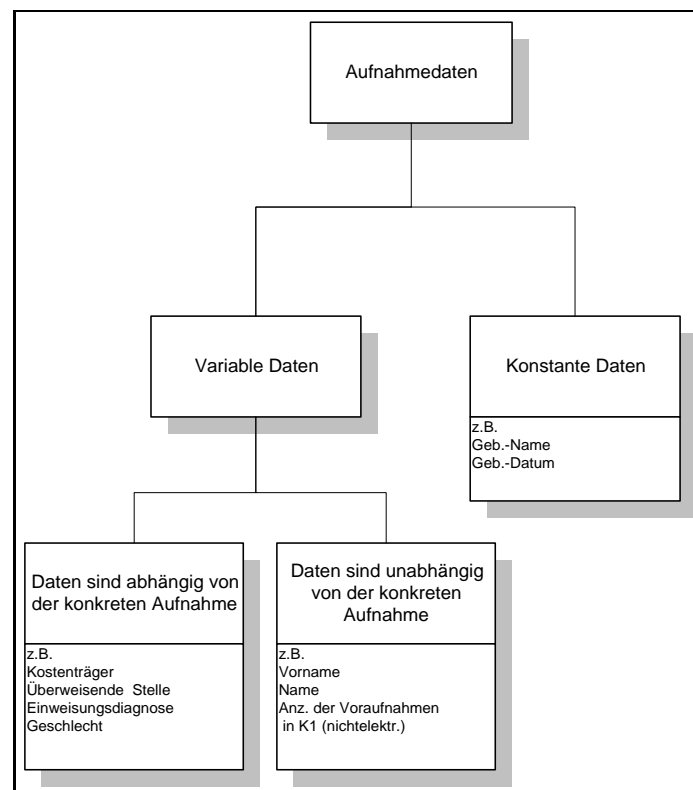 Aufnahmedaten
Variable Daten
Konstante Daten
z.B.
Geb.-Name
Geb.-Datum
Daten sind abhängig von
der konkreten Aufnahme
z.B.
Kostenträger
Überweisende Stelle
Einweisungsdiagnose
Geschlecht
Daten sind unabhängig
von der konkreten
Aufnahme
z.B.
Vorname
Name
Anz. der Voraufnahmen
in K1 (nichtelektr.)